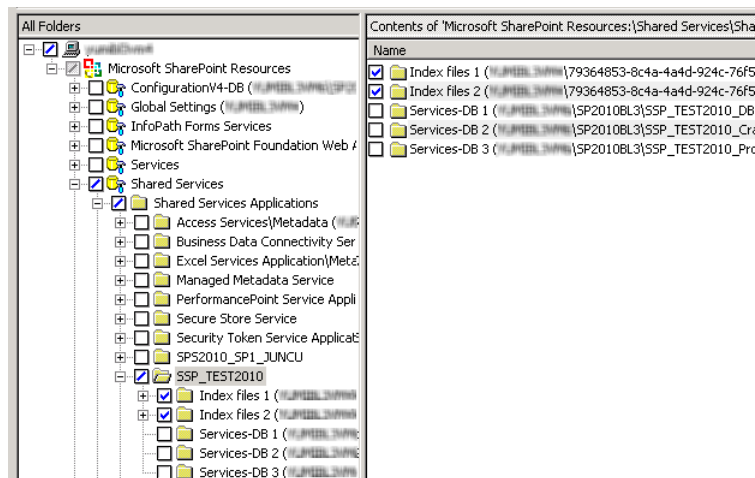 All Folders
Contents of 'Microsoft SharePoint Resources:\Shared Services\Sha
Name
Microsoft SharePoint Resources
ConfigurationV4-DB (
Global Settings ( )
InfoPath Forms Services
Microsoft SharePoint Foundation Web A
Services
Shared Services
Shared Services Applications
Access Services\Metadata (
Business Data Connectivity Ser
Excel Services Application\Meta
Managed Metadata Service
PerformancePoint Service Appli
Secure Store Service
Security Token Service Applicat
SPS2010_SP1_JUNCU
SSP_TEST2010
Index files 1 (
Index files 2 (
Services-DB 1 (
Services-DB 2 (
Services-DB 3 (
Index files 1 ( \79364853-8c4a-4a4d-924c-76f5
Index files 2 ( \79364853-8c4a-4a4d-924c-76f5
Services-DB 1 ( \SP2010BL3\SSP_TEST2010_DB
Services-DB 2 ( \SP2010BL3\SSP_TEST2010_Cra
Services-DB 3 ( \SP2010BL3\SSP_TEST2010_Pro